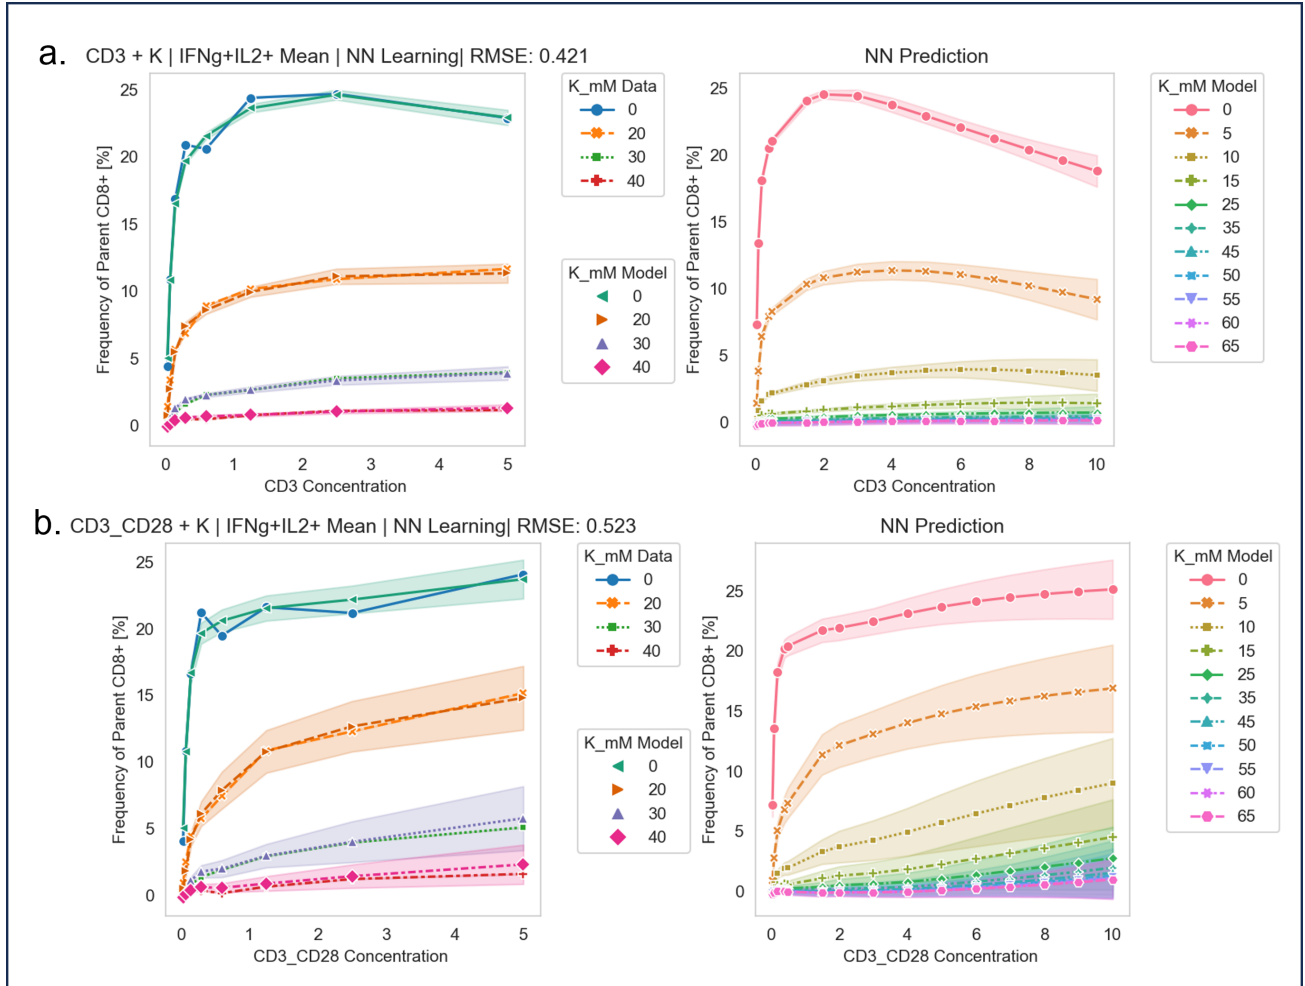 a.
CD3 + K | IFNg+IL2+ Mean | NN Learning| RMSE: 0.421
Frequency of Parent CD8+ [%]
25
20
15
10
5
0
0 1 2 3 4 5
CD3 Concentration
K_mM Data
0
20
30
40
K_mM Model
0
20
30
40
NN Prediction
Frequency of Parent CD8+ [%]
25
20
15
10
5
0
0 2 4 6 8 10
CD3 Concentration
K_mM Model
0
5
10
15
25
35
45
50
55
60
65
b.
CD3_CD28 + K | IFNg+IL2+ Mean | NN Learning| RMSE: 0.523
Frequency of Parent CD8+ [%]
25
20
15
10
5
0
0 1 2 3 4 5
CD3_CD28 Concentration
K_mM Data
0
20
30
40
K_mM Model
0
20
30
40
NN Prediction
Frequency of Parent CD8+ [%]
25
20
15
10
5
0
0 2 4 6 8 10
CD3_CD28 Concentration
K_mM Model
0
5
10
15
25
35
45
50
55
60
65